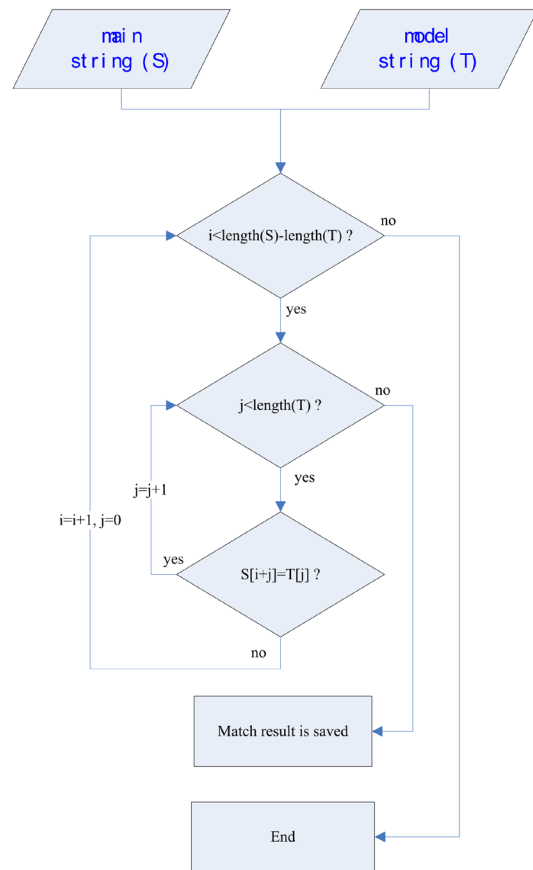 main
string (S)
model
string (T)
i<length(S)-length(T) ?
no
yes
j<length(T) ?
no
yes
j=j+1
i=i+1, j=0
yes
S[i+j]=T[j] ?
no
Match result is saved
End